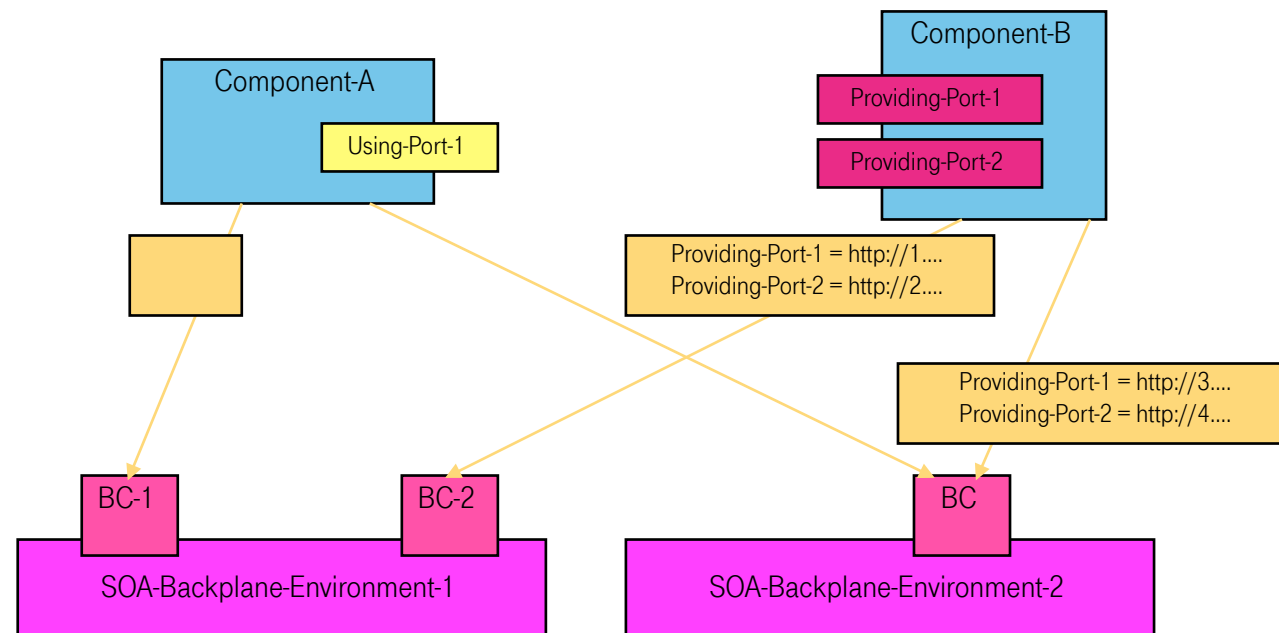 Component-A
Using-Port-1
Component-B
Providing-Port-1
Providing-Port-2
Providing-Port-1 = http://1....
Providing-Port-2 = http://2....
Providing-Port-1 = http://3....
Providing-Port-2 = http://4....
BC-1
BC-2
BC
SOA-Backplane-Environment-1
SOA-Backplane-Environment-2